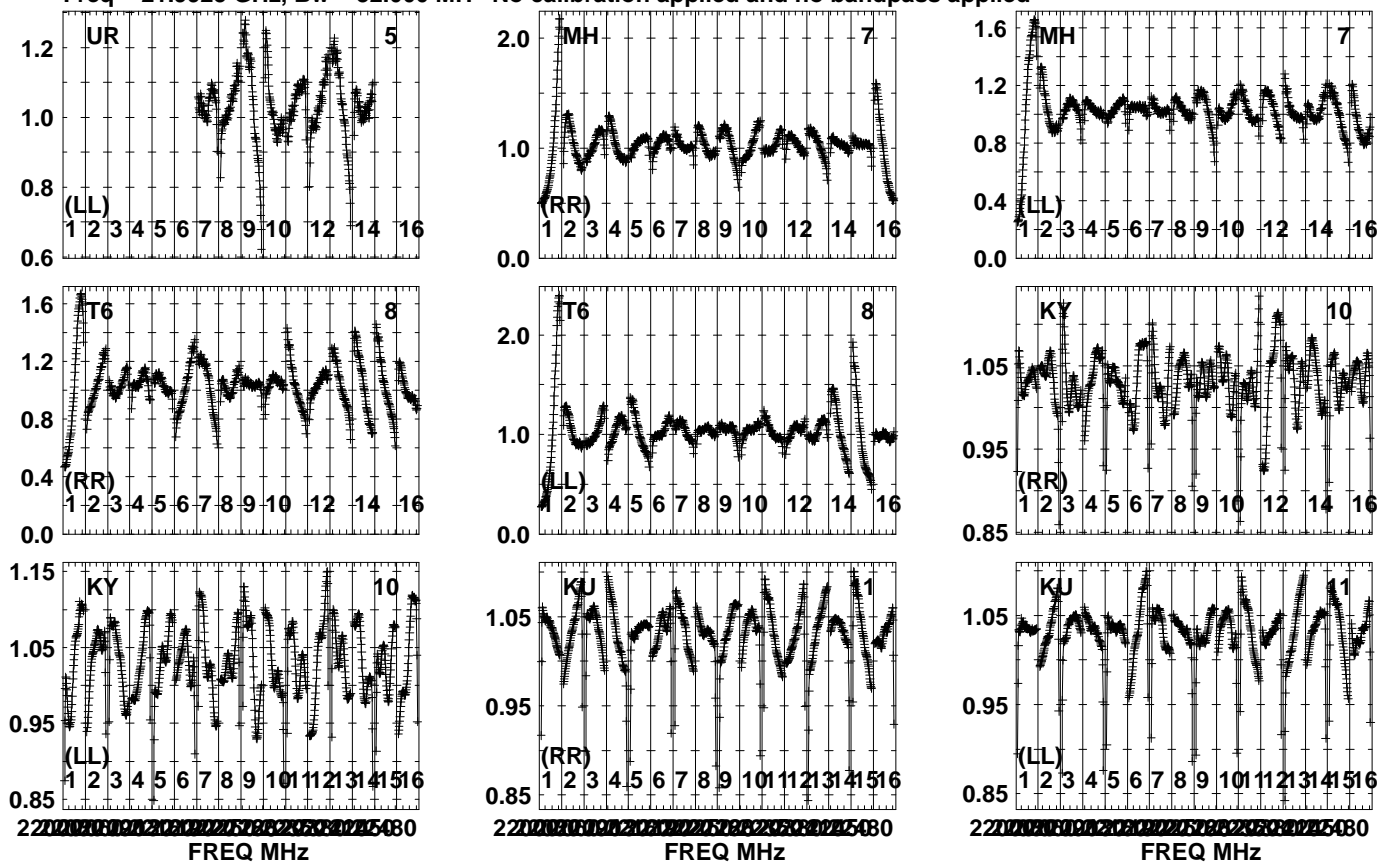 No calibration applied and no bandpass applied
UR 5
1.2
1.0
0.8
0.6
(LL)
1 2 3 4 5 6 7 8 9 10 12 14
MH 7
2.0
1.0
0.0
(RR)
1 2 3 4 5 6 7 8 9 10 12 14 16
MH 7
1.6
1.2
0.8
0.4
0.0
(LL)
1 2 3 4 5 6 7 8 9 10 12 14 16
T6 8
1.6
1.2
0.8
0.4
0.0
(RR)
1 2 3 4 5 6 7 8 9 10 12 14 16
T6 8
2.0
1.0
0.0
(LL)
1 2 3 4 5 6 7 8 9 10 12 14 16
KY 10
1.05
0.95
0.85
(RR)
1 2 3 4 5 6 7 8 9 10 12 14 16
KY 10
1.15
1.05
0.95
0.85
(LL)
1 2 3 4 5 6 7 8 9 10 11 12 13 14 15 16
KU 11
1.05
0.95
0.85
(RR)
1 2 3 4 5 6 7 8 9 10 11 12 13 14 15 16
KU 11
1.05
0.95
0.85
(LL)
1 2 3 4 5 6 7 8 9 10 11 12 13 14 15 16
FREQ MHz
FREQ MHz
FREQ MHz